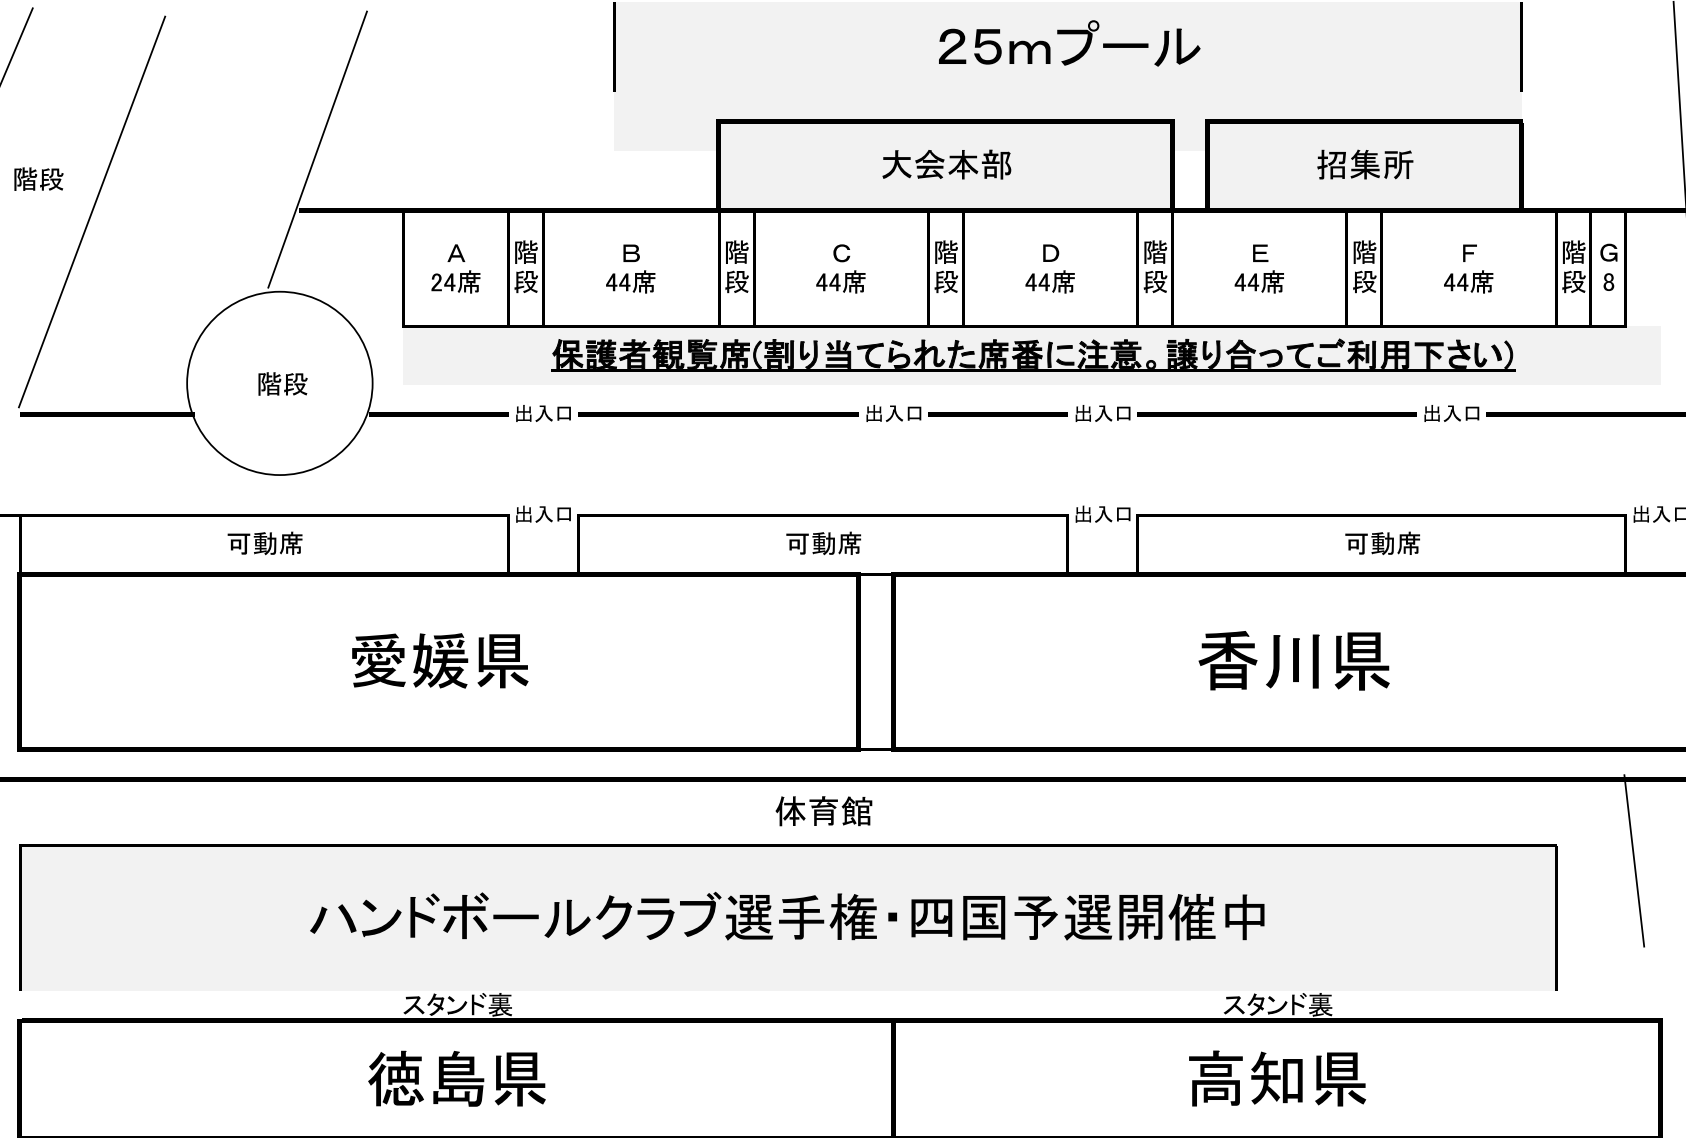 25mプール
大会本部
招集所
階段
A
24席
階段
B
44席
階段
C
44席
階段
D
44席
階段
E
44席
階段
F
44席
階段
G
8
保護者観覧席(割り当てられた席番に注意。譲り合ってご利用下さい)
階段
出入口
出入口
出入口
出入口
出入口
出入口
出入口
可動席
可動席
可動席
愛媛県
香川県
体育館
ハンドボールクラブ選手権・四国予選開催中
スタンド裏
スタンド裏
徳島県
高知県